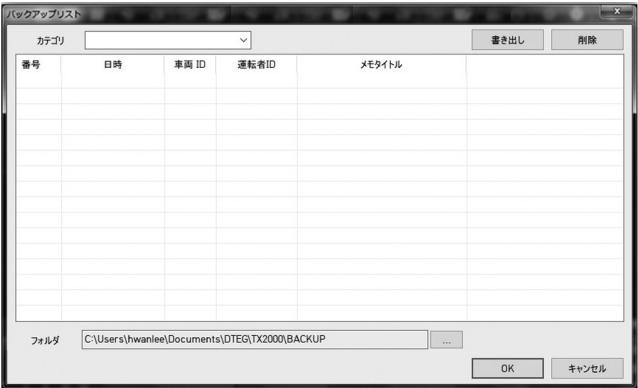 バックアップリスト
カテゴリ 書き出し 削除
番号 日時 車両 ID 運転者ID メモタイトル
フォルダ C:\Users\hwanlee\Documents\DTEG\TX2000\BACKUP ...
OK キャンセル